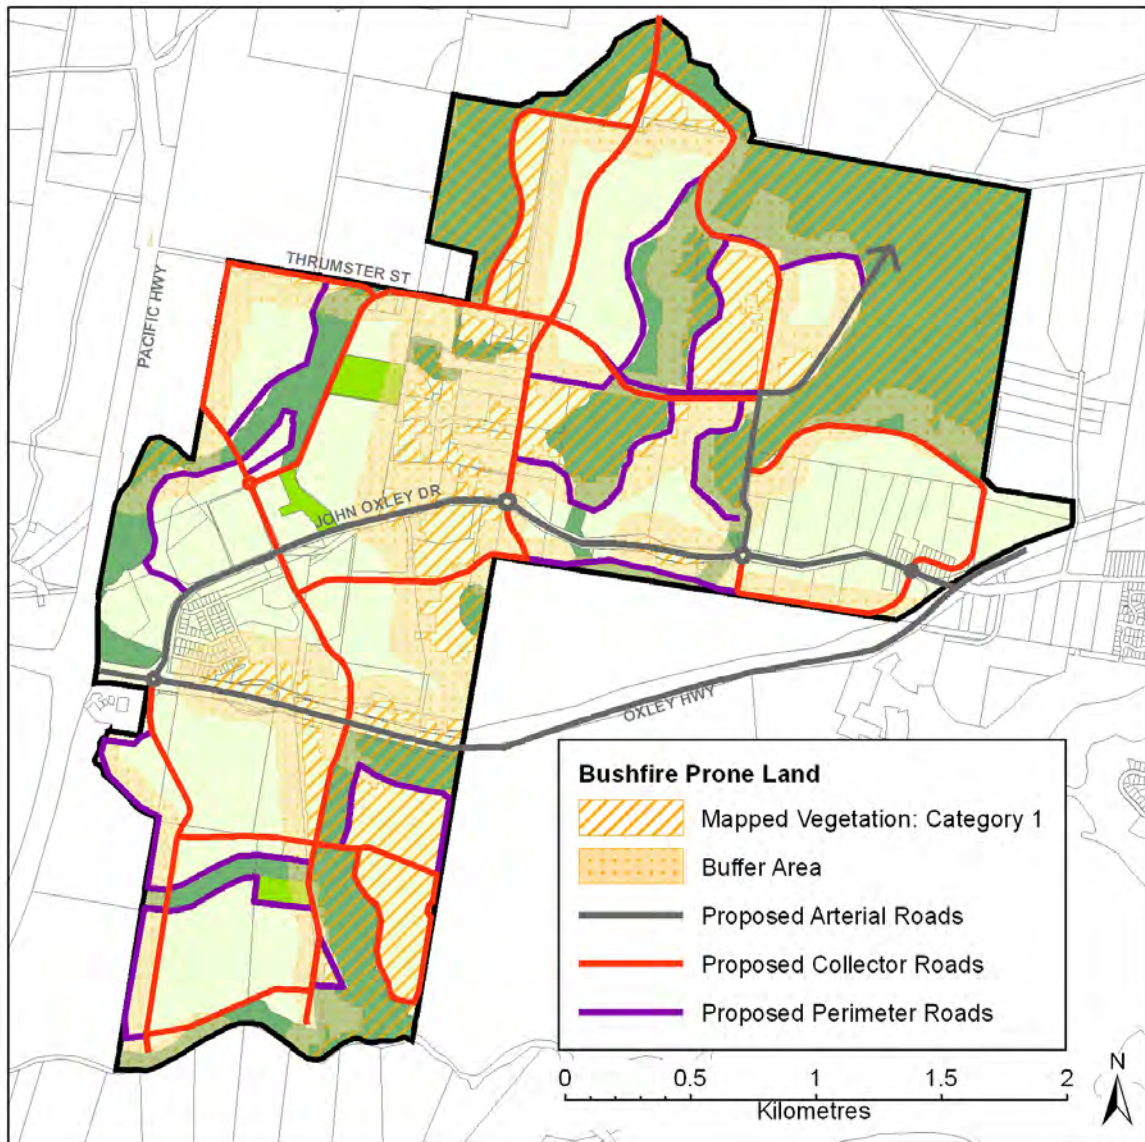 THRUMSTER ST
PACIFIC HWY
JOHN OXLEY DR
OXLEY HWY
Bushfire Prone Land
Mapped Vegetation: Category 1
Buffer Area
Proposed Arterial Roads
Proposed Collector Roads
Proposed Perimeter Roads
N
0 0.5 1 1.5 2
Kilometres